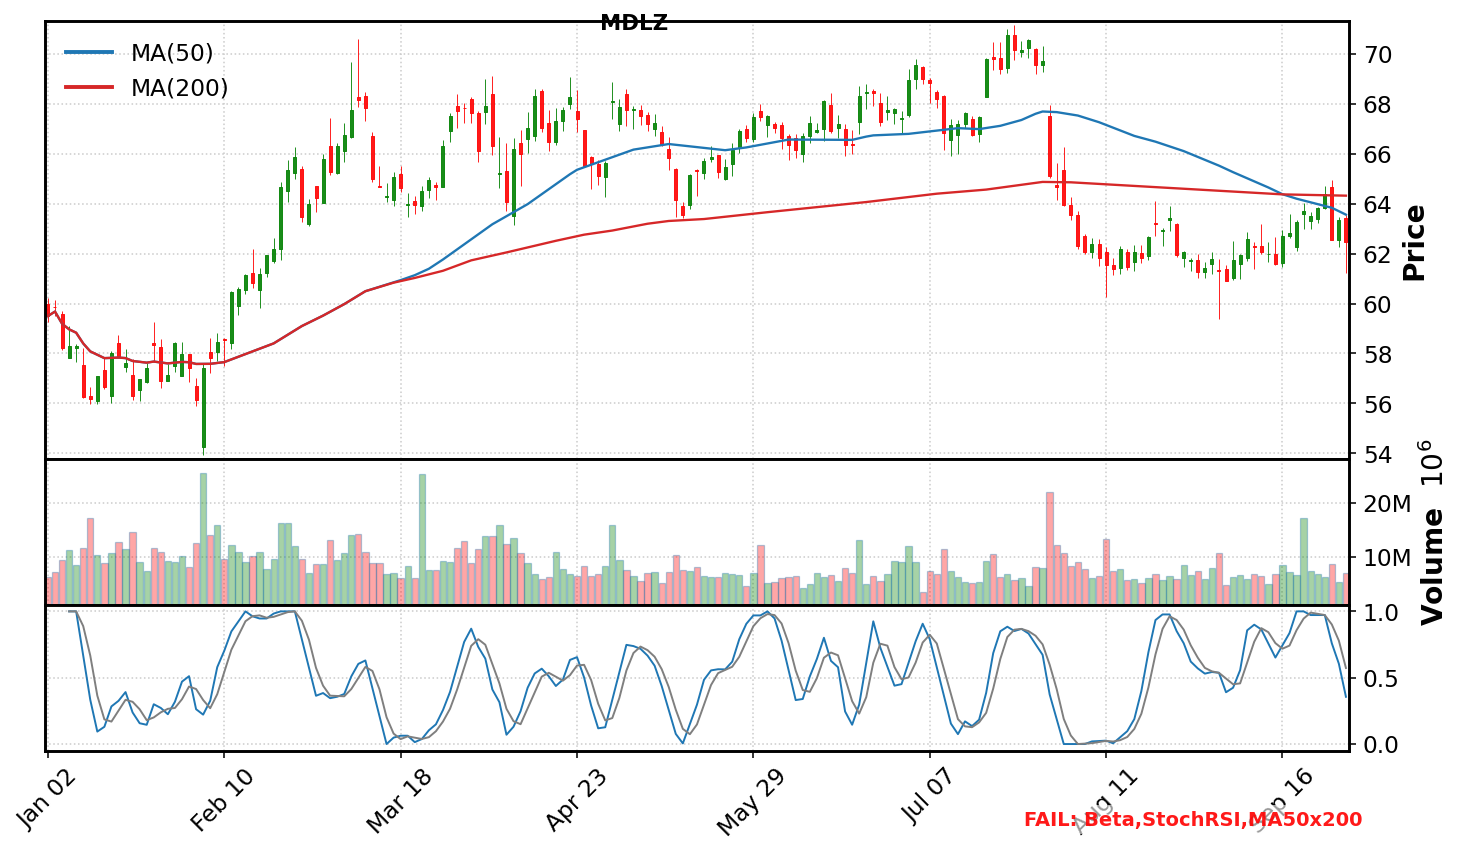 MDLZ
MA(50)
MA(200)
70
68
66
64
62
60
58
56
54
Price
10⁶
20M
10M
Volume
1.0
0.5
0.0
Jan 02
Feb 10
Mar 18
Apr 23
May 29
Jul 07
Aug 11
Sep 16
FAIL: Beta,StochRSI,MA50x200